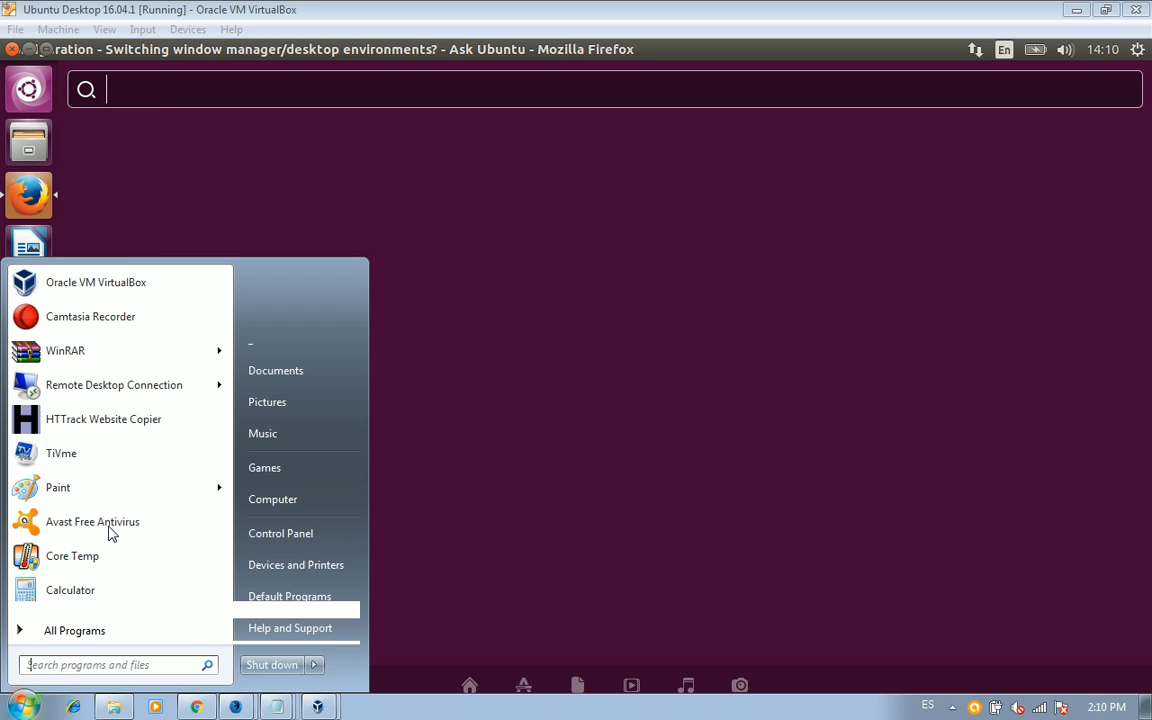 Ubuntu Desktop 16.04.1 [Running] - Oracle VM VirtualBox
File Machine View Input Devices Help
ration - Switching window manager/desktop environments? - Ask Ubuntu - Mozilla Firefox
En
14:10
Oracle VM VirtualBox
Camtasia Recorder
WinRAR
Remote Desktop Connection
HTTrack Website Copier
TiVme
Paint
Avast Free Antivirus
Core Temp
Calculator
All Programs
Search programs and files
-
Documents
Pictures
Music
Games
Computer
Control Panel
Devices and Printers
Default Programs
Help and Support
Shut down
ES
2:10 PM